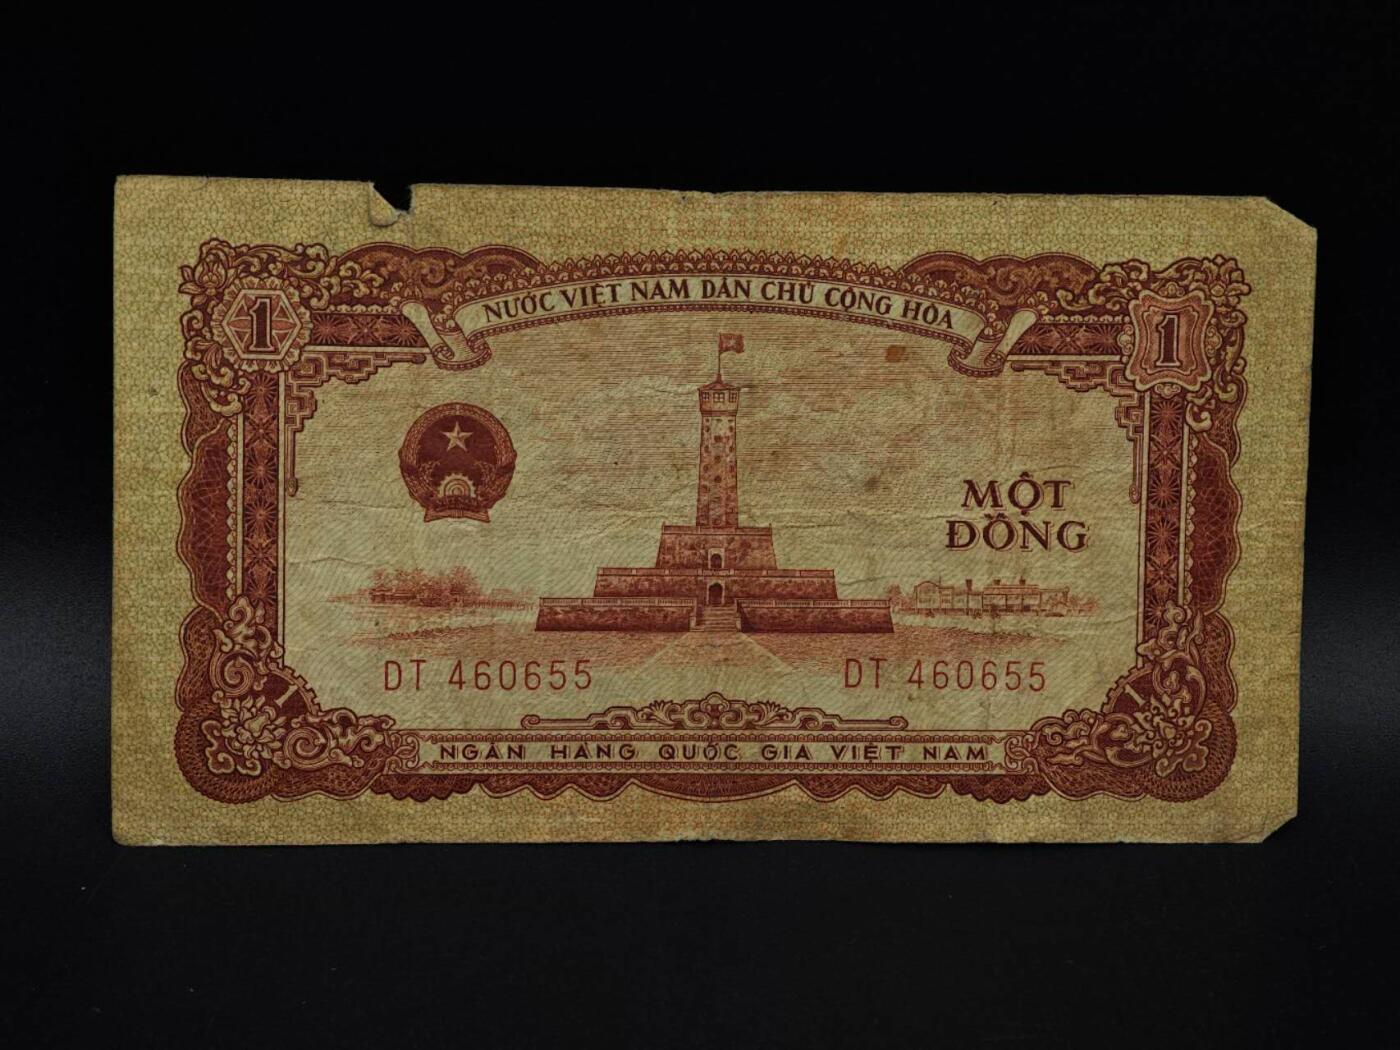 NƯỚC VIỆT NAM DÂN CHỦ CỘNG HÒA
1 1
MỘT
ĐỒNG
DT 460655 DT 460655
1 1
NGÂN HÀNG QUỐC GIA VIỆT NAM